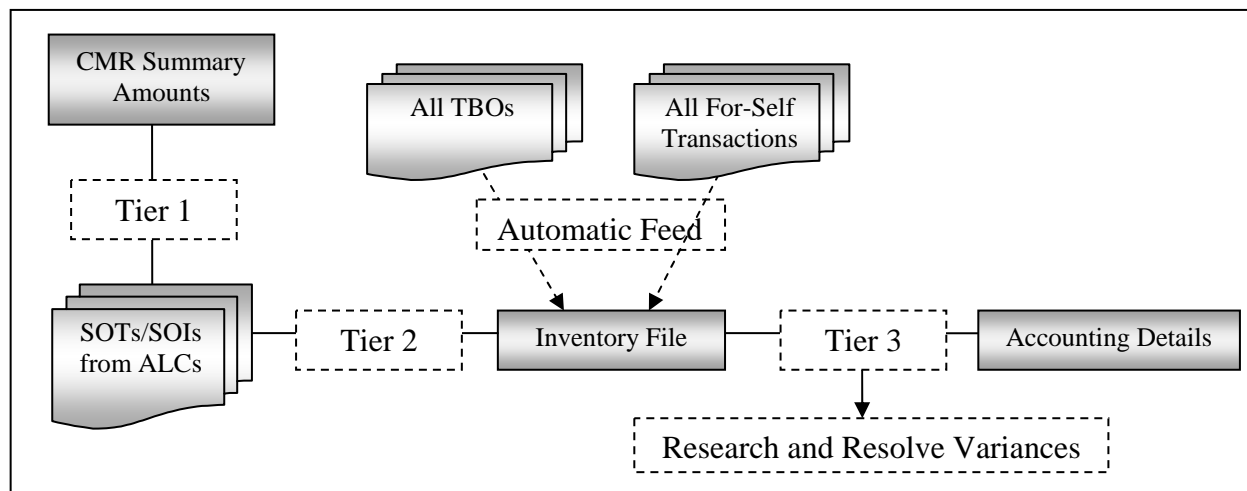 CMR Summary
Amounts
All TBOs
All For-Self
Transactions
Tier 1
Automatic Feed
SOTs/SOIs
from ALCs
Tier 2
Inventory File
Tier 3
Accounting Details
Research and Resolve Variances